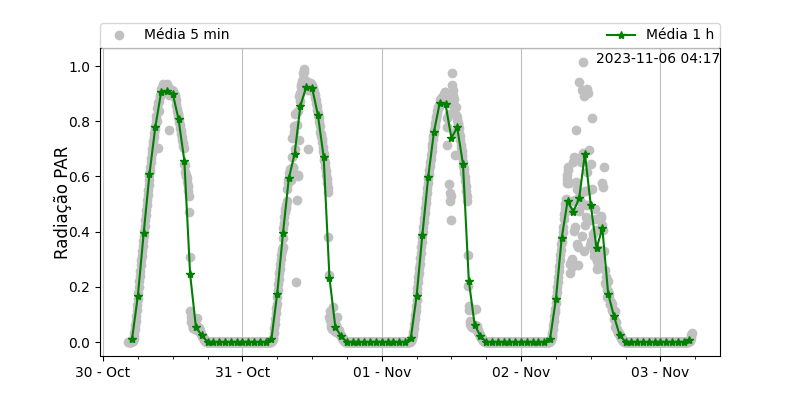 Média 5 min
Média 1 h
2023-11-06 04:17
Radiação PAR
1.0
0.8
0.6
0.4
0.2
0.0
30 - Oct
31 - Oct
01 - Nov
02 - Nov
03 - Nov